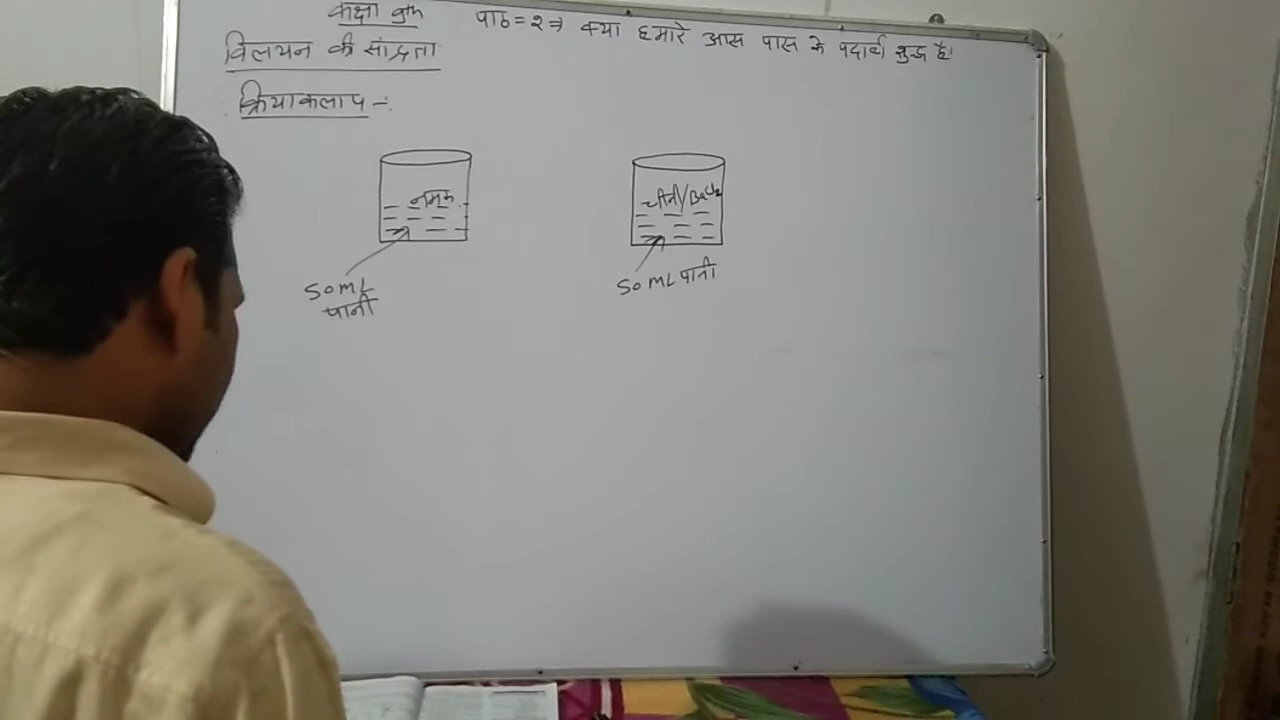 कक्षा 9th पाठ=2⇒ क्या हमारे आस पास के पदार्थ शुद्ध है।
विलयन की सांद्रता
क्रियाकलाप -:
नमक
चीनी/BaCl2
50 ML
पानी
50 ML पानी